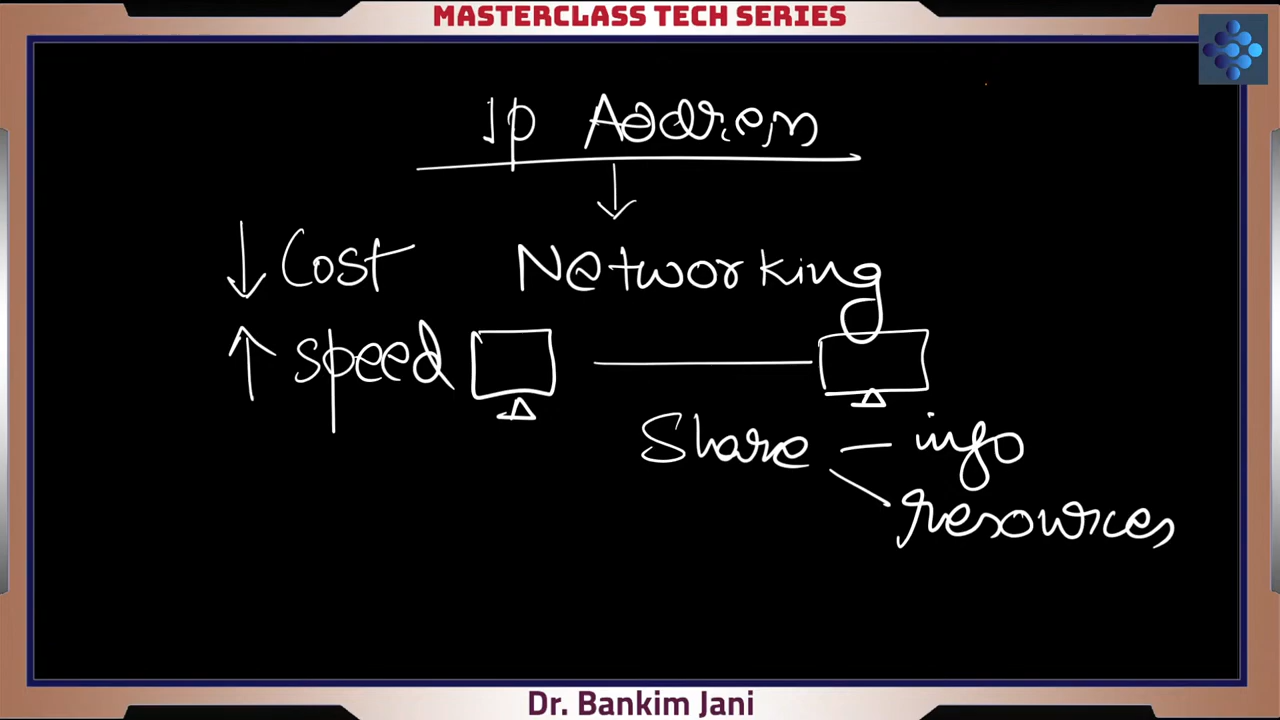 MASTERCLASS TECH SERIES
Ip Address
↓ Cost
Networking
↑ speed
Share — info
resources
Dr. Bankim Jani